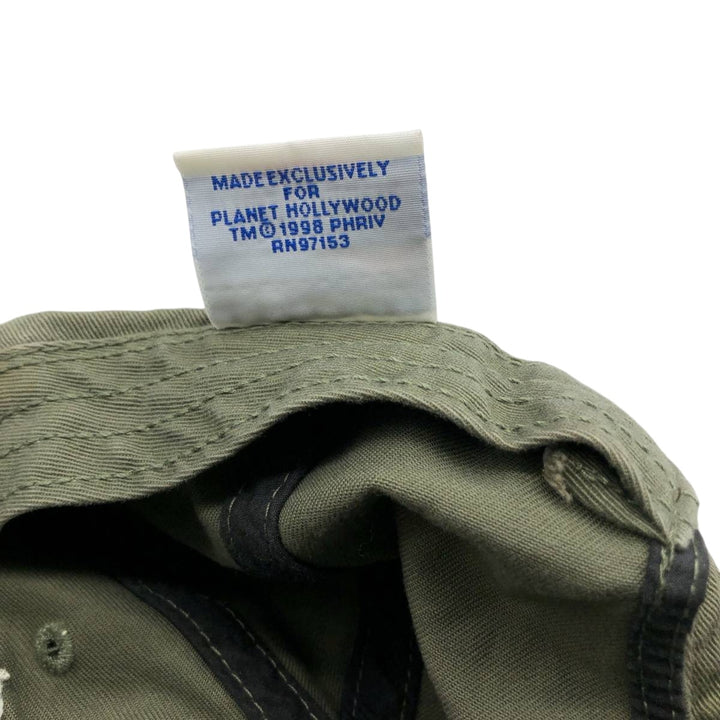 MADE EXCLUSIVELY
FOR
PLANET HOLLYWOOD
TM © 1998 PHRIV
RN97153